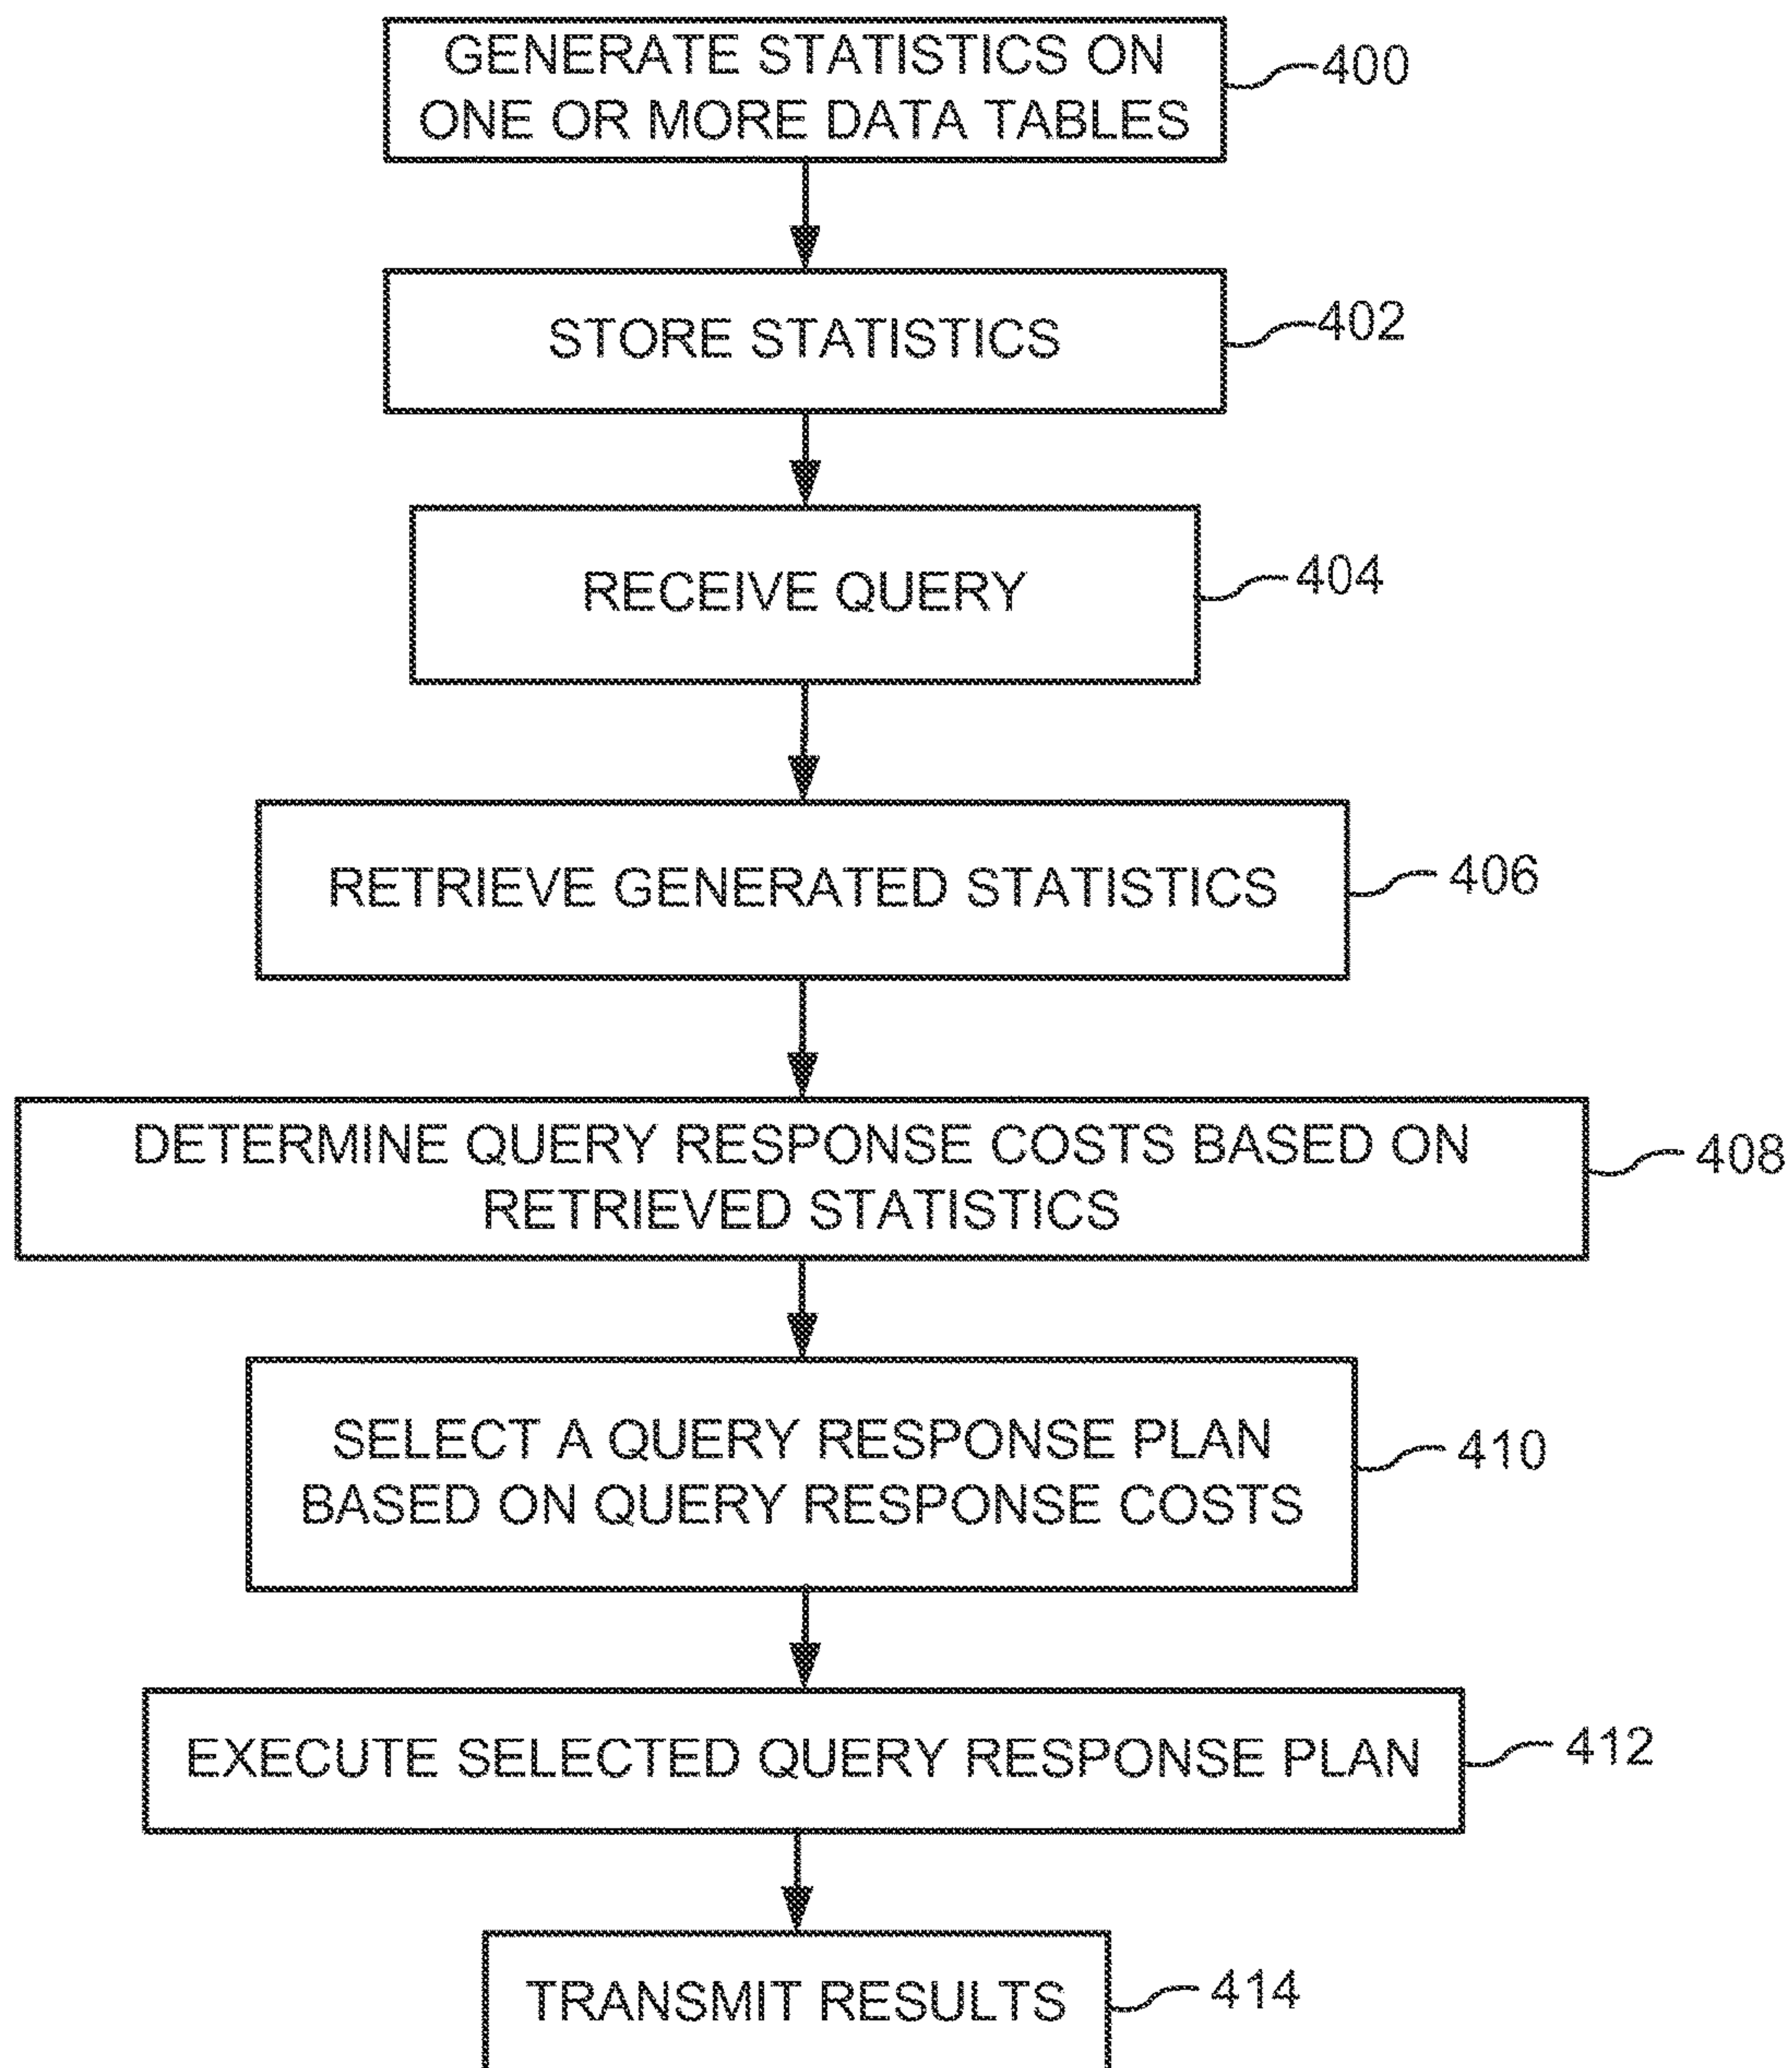 GENERATE STATISTICS ON
ONE OR MORE DATA TABLES
400
STORE STATISTICS
402
RECEIVE QUERY
404
RETRIEVE GENERATED STATISTICS
406
DETERMINE QUERY RESPONSE COSTS BASED ON
RETRIEVED STATISTICS
408
SELECT A QUERY RESPONSE PLAN
BASED ON QUERY RESPONSE COSTS
410
EXECUTE SELECTED QUERY RESPONSE PLAN
412
TRANSMIT RESULTS
414